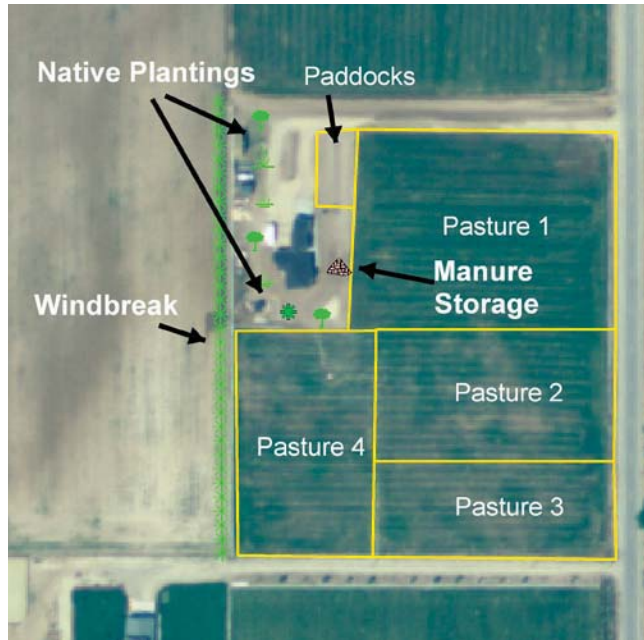 Native Plantings
Paddocks
Pasture 1
Manure
Storage
Windbreak
Pasture 2
Pasture 4
Pasture 3